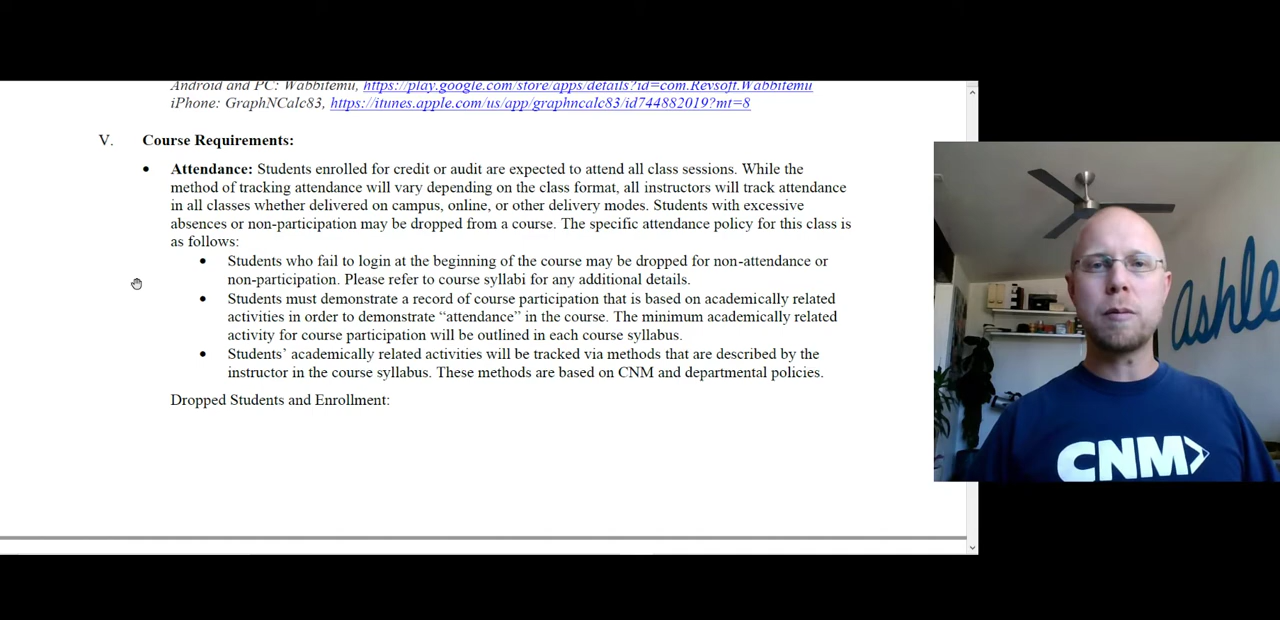 Android and PC: Wabbitemu, https://play.google.com/store/apps/details?id=com.Revsoft.Wabbitemu
iPhone: GraphNCalc83, https://itunes.apple.com/us/app/graphncalc83/id744882019?mt=8
V. Course Requirements:
• Attendance: Students enrolled for credit or audit are expected to attend all class sessions. While the
method of tracking attendance will vary depending on the class format, all instructors will track attendance
in all classes whether delivered on campus, online, or other delivery modes. Students with excessive
absences or non-participation may be dropped from a course. The specific attendance policy for this class is
as follows:
• Students who fail to login at the beginning of the course may be dropped for non-attendance or
non-participation. Please refer to course syllabi for any additional details.
• Students must demonstrate a record of course participation that is based on academically related
activities in order to demonstrate “attendance” in the course. The minimum academically related
activity for course participation will be outlined in each course syllabus.
• Students’ academically related activities will be tracked via methods that are described by the
instructor in the course syllabus. These methods are based on CNM and departmental policies.
Dropped Students and Enrollment:
ashle
CNM